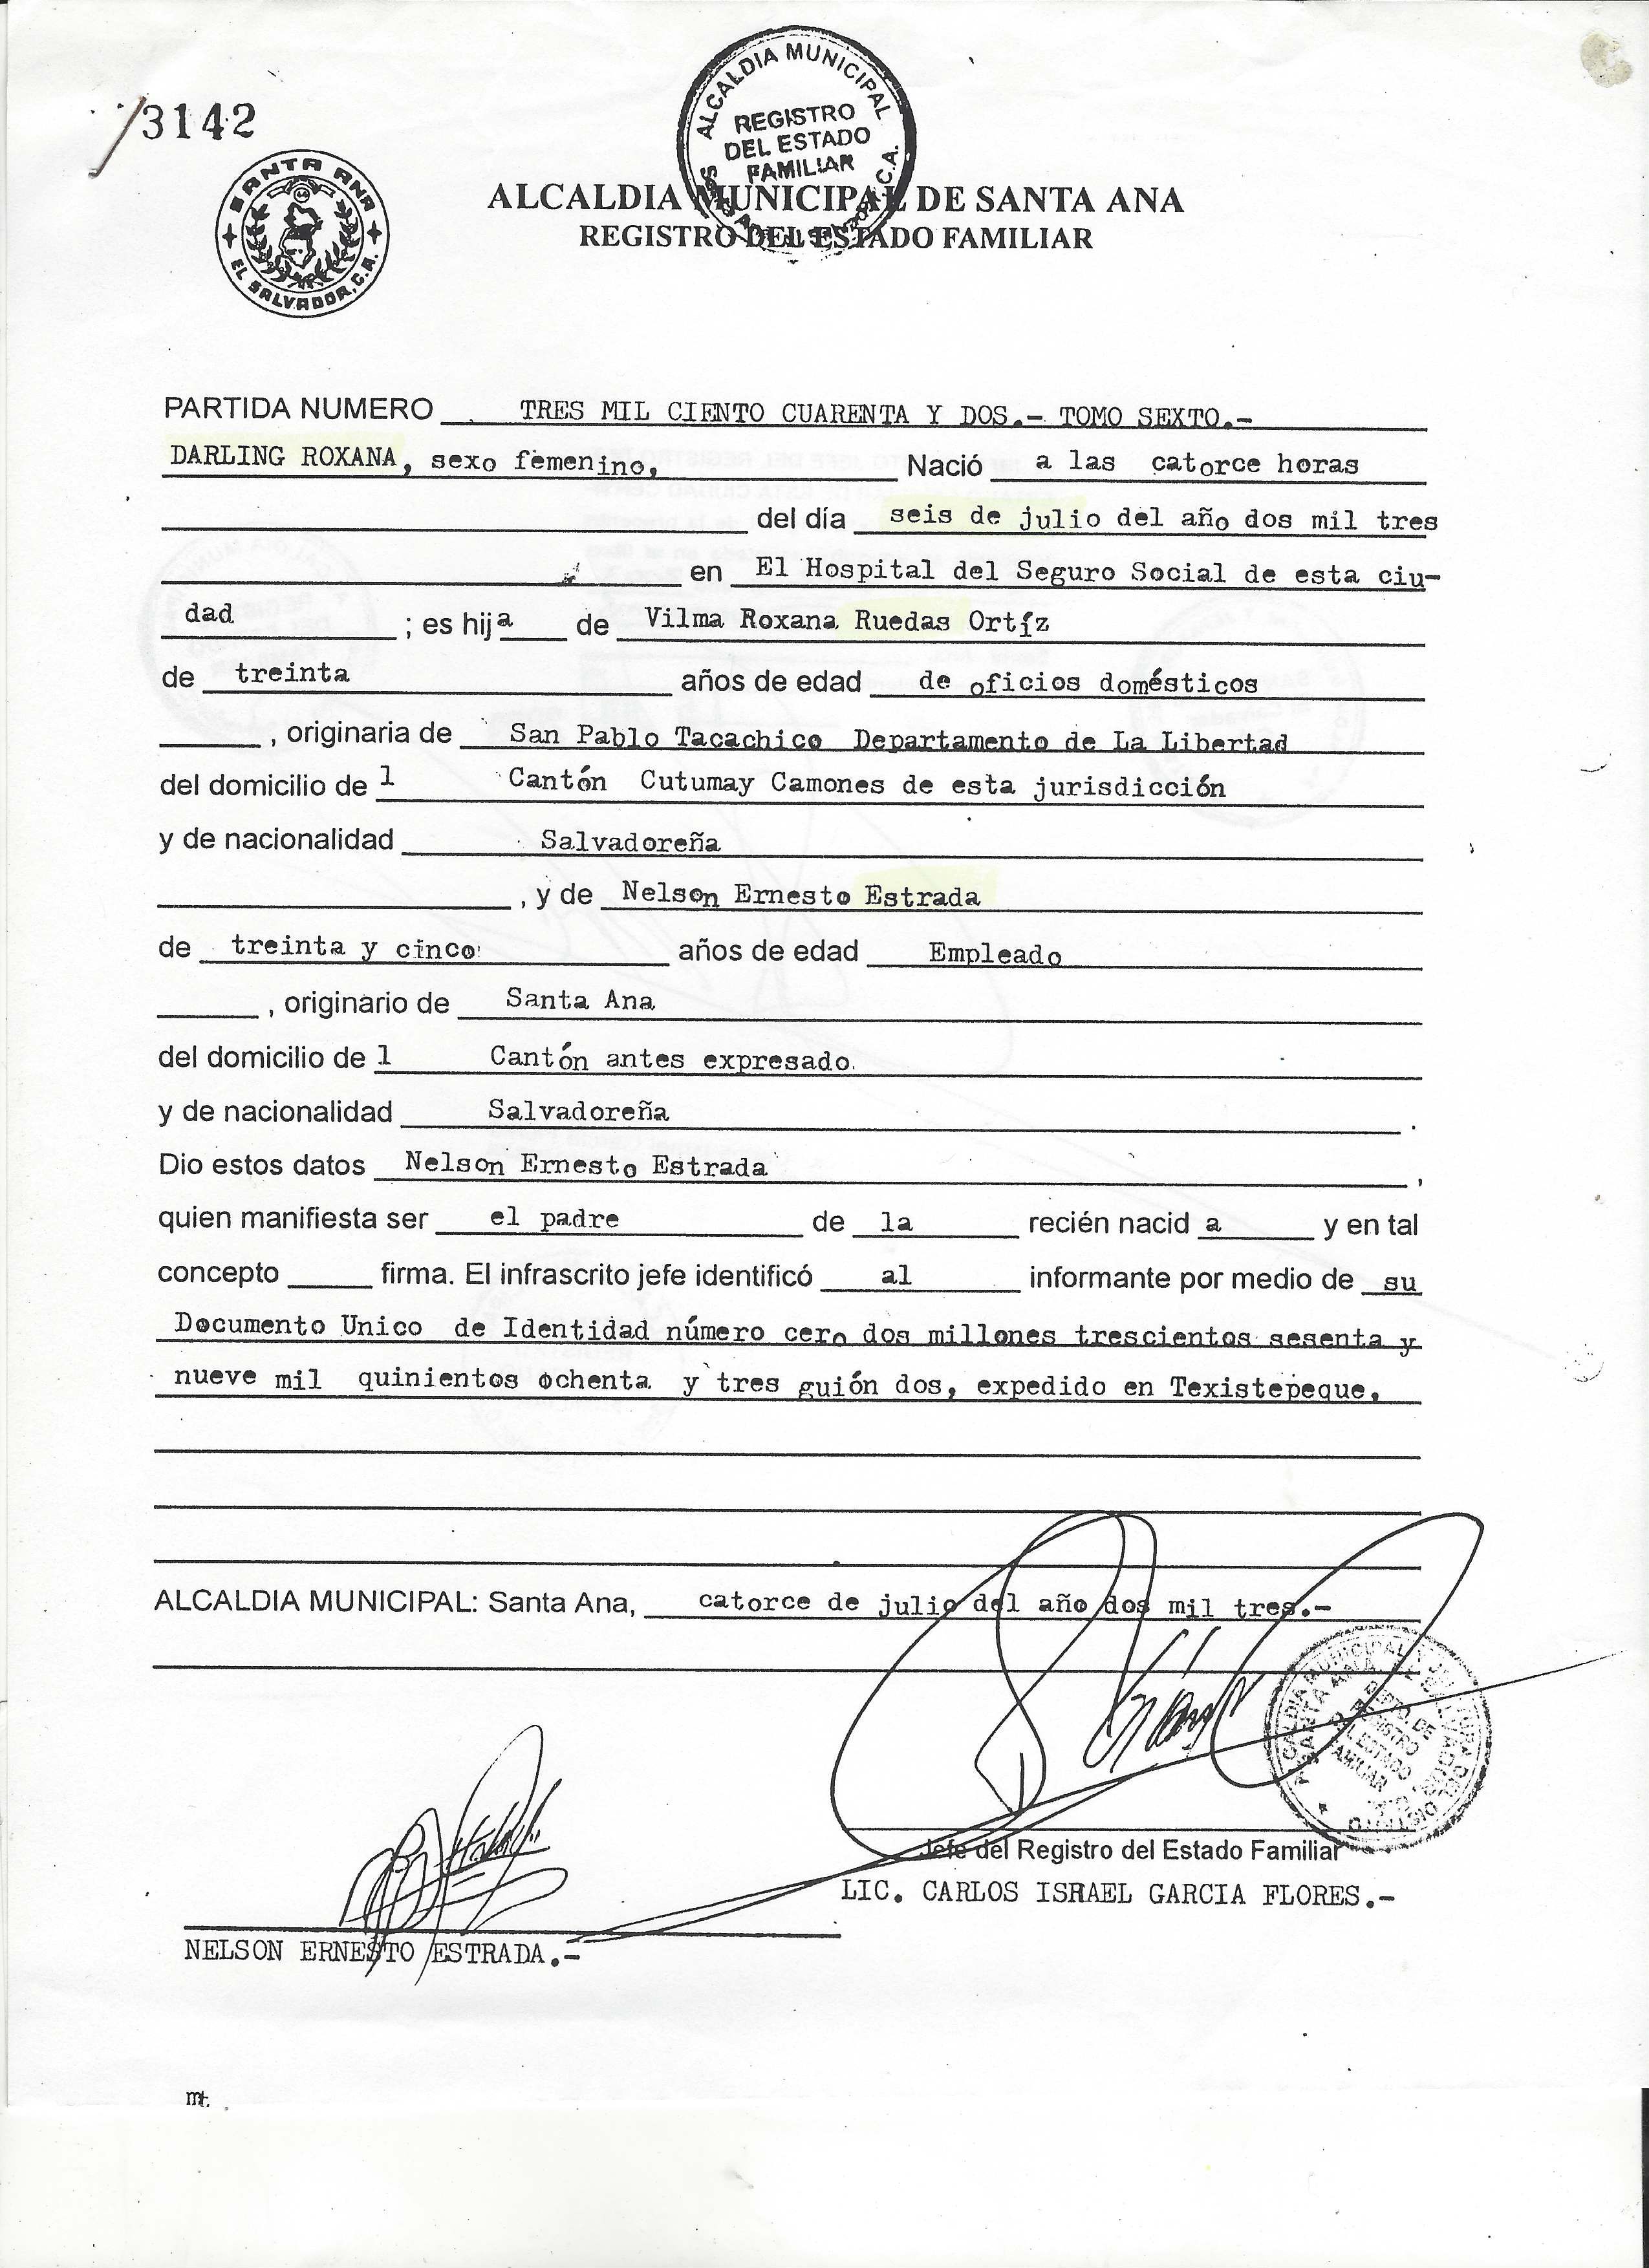 3142
ALCALDIA MUNICIPAL
REGISTRO
DEL ESTADO
FAMILIAR
SANTA ANA
EL SALVADOR, C.A.
ALCALDIA MUNICIPAL DE SANTA ANA
REGISTRO DEL ESTADO FAMILIAR
PARTIDA NUMERO TRES MIL CIENTO CUARENTA Y DOS.- TOMO SEXTO.-
DARLING ROXANA, sexo femenino, Nació a las catorce horas
del día seis de julio del año dos mil tres
en El Hospital del Seguro Social de esta ciu-
dad ; es hija de Vilma Roxana Ruedas Ortíz
de treinta años de edad de oficios domésticos
, originaria de San Pablo Tacachico Departamento de La Libertad
del domicilio de l Cantón Cutumay Camones de esta jurisdicción
y de nacionalidad Salvadoreña
, y de Nelson Ernesto Estrada
de treinta y cinco años de edad Empleado
, originario de Santa Ana
del domicilio de l Cantón antes expresado.
y de nacionalidad Salvadoreña .
Dio estos datos Nelson Ernesto Estrada ,
quien manifiesta ser el padre de la recién nacid a y en tal
concepto firma. El infrascrito jefe identificó al informante por medio de su
Documento Unico de Identidad número cero dos millones trescientos sesenta y
nueve mil quinientos ochenta y tres guión dos, expedido en Texistepeque,
ALCALDIA MUNICIPAL: Santa Ana, catorce de julio del año dos mil tres.-
Jefe del Registro del Estado Familiar
LIC. CARLOS ISRAEL GARCIA FLORES.-
NELSON ERNESTO ESTRADA.-
mt.